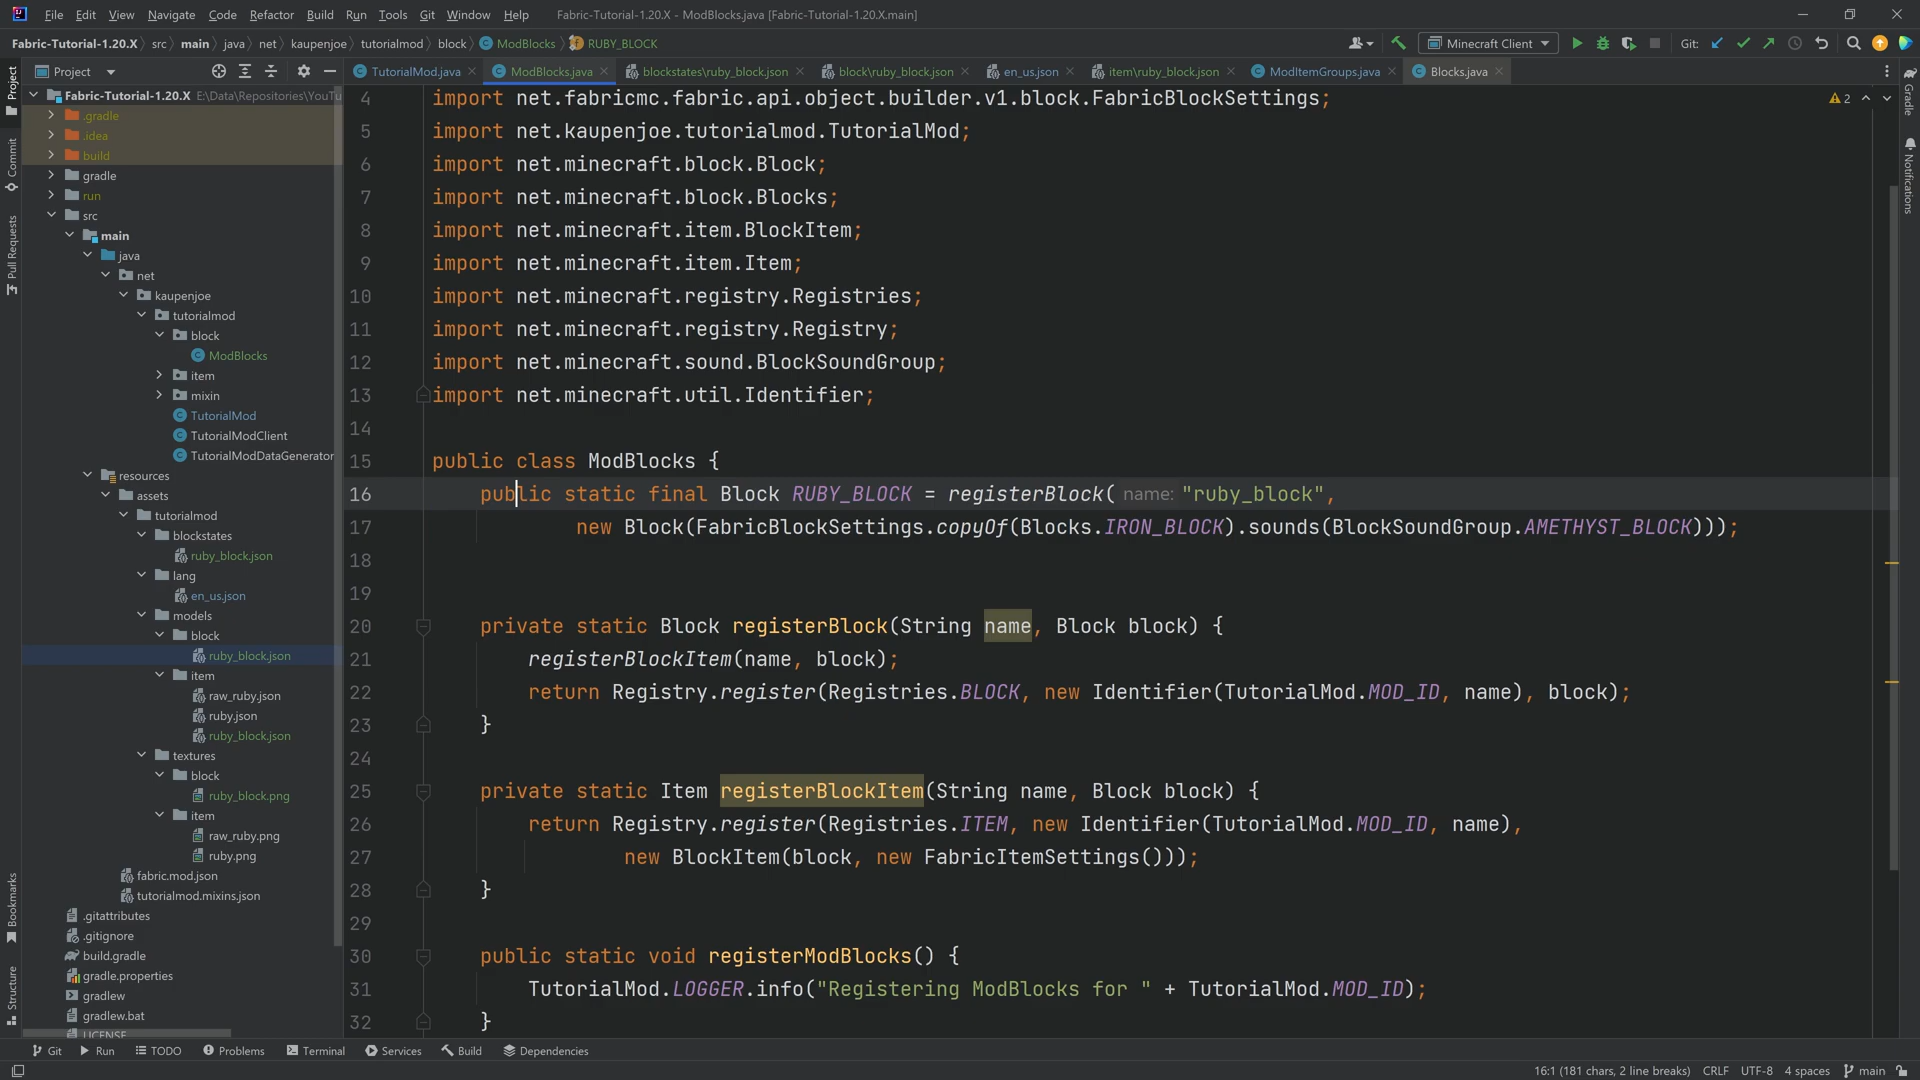 File Edit View Navigate Code Refactor Build Run Tools Git Window Help Fabric-Tutorial-1.20.X - ModBlocks.java [Fabric-Tutorial-1.20.X.main]
Fabric-Tutorial-1.20.X src main java net kaupenjoe tutorialmod block ModBlocks RUBY_BLOCK Minecraft Client Git:
Project TutorialMod.java ModBlocks.java blockstates\ruby_block.json block\ruby_block.json en_us.json item\ruby_block.json ModItemGroups.java Blocks.java
Project
Commit
Pull Requests
Bookmarks
Structure
Fabric-Tutorial-1.20.X E:\Data\Repositories\YouTu
.gradle
.idea
build
gradle
run
src
main
java
net
kaupenjoe
tutorialmod
block
ModBlocks
item
mixin
TutorialMod
TutorialModClient
TutorialModDataGenerator
resources
assets
tutorialmod
blockstates
ruby_block.json
lang
en_us.json
models
block
ruby_block.json
item
raw_ruby.json
ruby.json
ruby_block.json
textures
block
ruby_block.png
item
raw_ruby.png
ruby.png
fabric.mod.json
tutorialmod.mixins.json
.gitattributes
.gitignore
build.gradle
gradle.properties
gradlew
gradlew.bat
LICENSE
4 import net.fabricmc.fabric.api.object.builder.v1.block.FabricBlockSettings;
5 import net.kaupenjoe.tutorialmod.TutorialMod;
6 import net.minecraft.block.Block;
7 import net.minecraft.block.Blocks;
8 import net.minecraft.item.BlockItem;
9 import net.minecraft.item.Item;
10 import net.minecraft.registry.Registries;
11 import net.minecraft.registry.Registry;
12 import net.minecraft.sound.BlockSoundGroup;
13 import net.minecraft.util.Identifier;
14
15 public class ModBlocks {
16 public static final Block RUBY_BLOCK = registerBlock( name: "ruby_block",
17 new Block(FabricBlockSettings.copyOf(Blocks.IRON_BLOCK).sounds(BlockSoundGroup.AMETHYST_BLOCK)));
18
19
20 private static Block registerBlock(String name, Block block) {
21 registerBlockItem(name, block);
22 return Registry.register(Registries.BLOCK, new Identifier(TutorialMod.MOD_ID, name), block);
23 }
24
25 private static Item registerBlockItem(String name, Block block) {
26 return Registry.register(Registries.ITEM, new Identifier(TutorialMod.MOD_ID, name),
27 new BlockItem(block, new FabricItemSettings()));
28 }
29
30 public static void registerModBlocks() {
31 TutorialMod.LOGGER.info("Registering ModBlocks for " + TutorialMod.MOD_ID);
32 }
2
Gradle
Notifications
Git Run TODO Problems Terminal Services Build Dependencies
16:1 (181 chars, 2 line breaks) CRLF UTF-8 4 spaces main